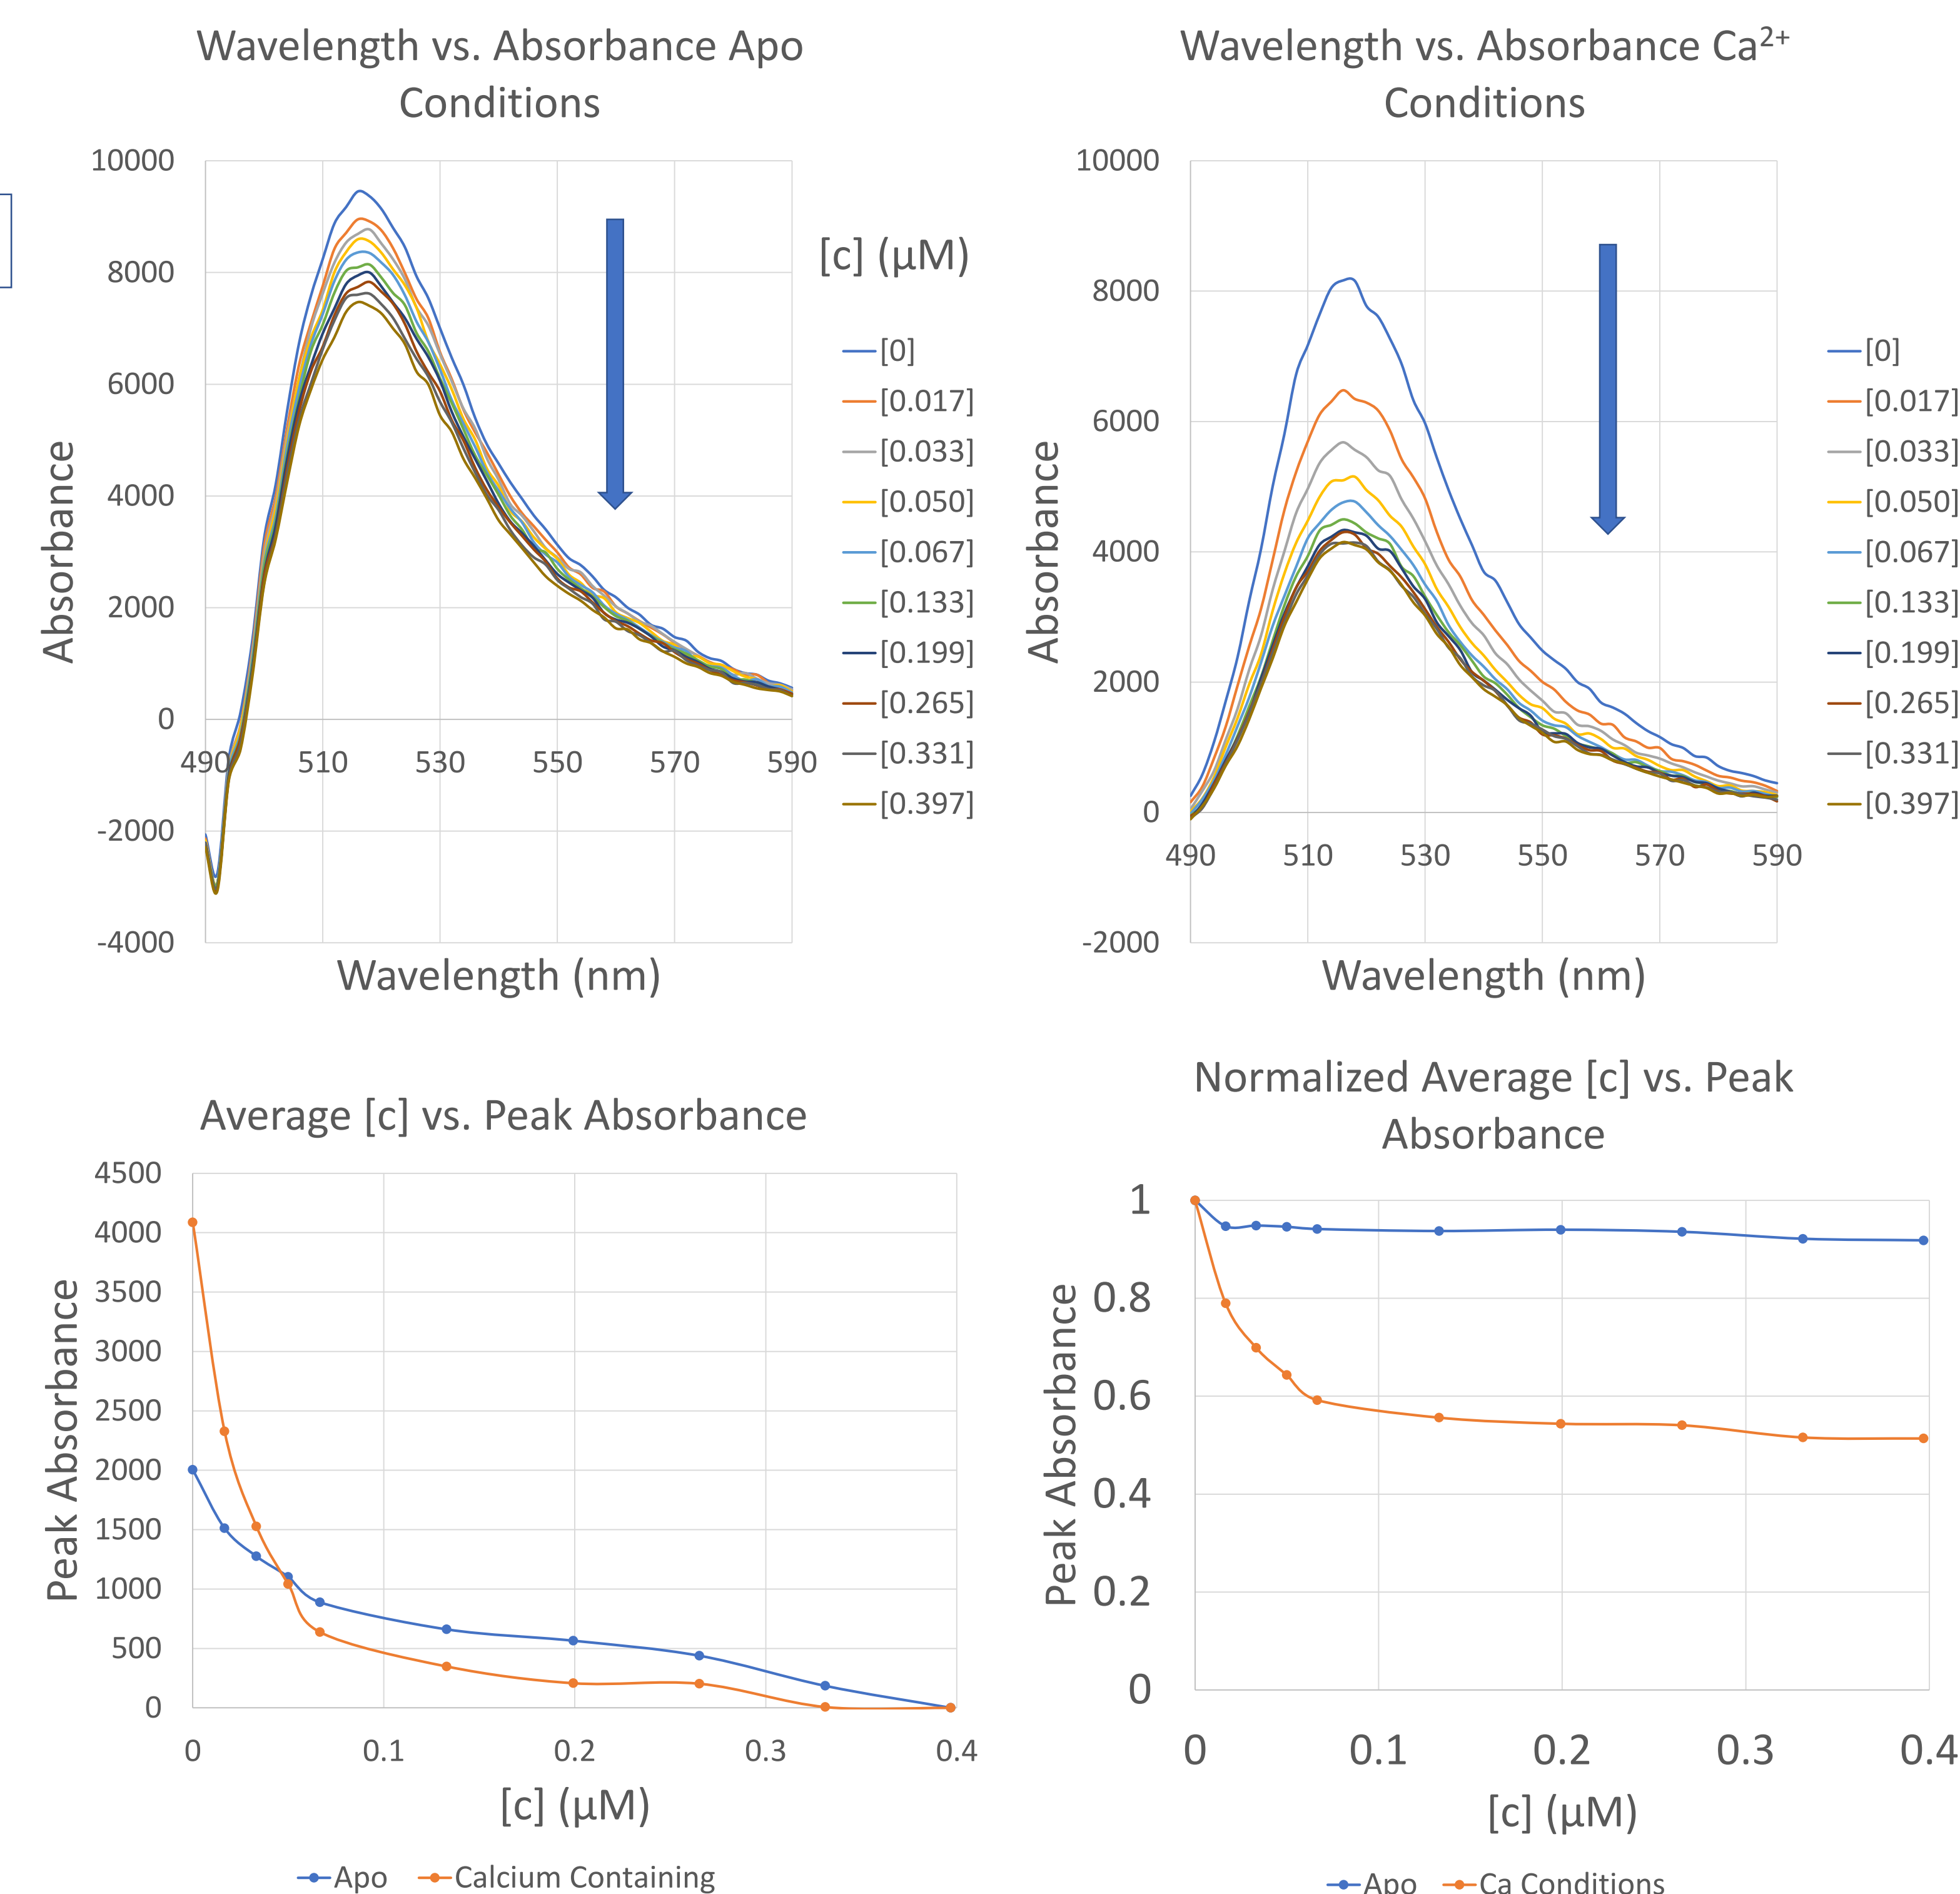 Wavelength vs. Absorbance Apo
Conditions
10000
8000
6000
4000
2000
0
-2000
-4000
490 510 530 550 570 590
Absorbance
Wavelength (nm)
[c] (µM)
[0]
[0.017]
[0.033]
[0.050]
[0.067]
[0.133]
[0.199]
[0.265]
[0.331]
[0.397]
Wavelength vs. Absorbance Ca²⁺
Conditions
10000
8000
6000
4000
2000
0
-2000
490 510 530 550 570 590
Absorbance
Wavelength (nm)
[0]
[0.017]
[0.033]
[0.050]
[0.067]
[0.133]
[0.199]
[0.265]
[0.331]
[0.397]
Average [c] vs. Peak Absorbance
4500
4000
3500
3000
2500
2000
1500
1000
500
0
0 0.1 0.2 0.3 0.4
Peak Absorbance
[c] (µM)
Apo Calcium Containing
Normalized Average [c] vs. Peak
Absorbance
1
0.8
0.6
0.4
0.2
0
0 0.1 0.2 0.3 0.4
Peak Absorbance
[c] (µM)
Apo Ca Conditions